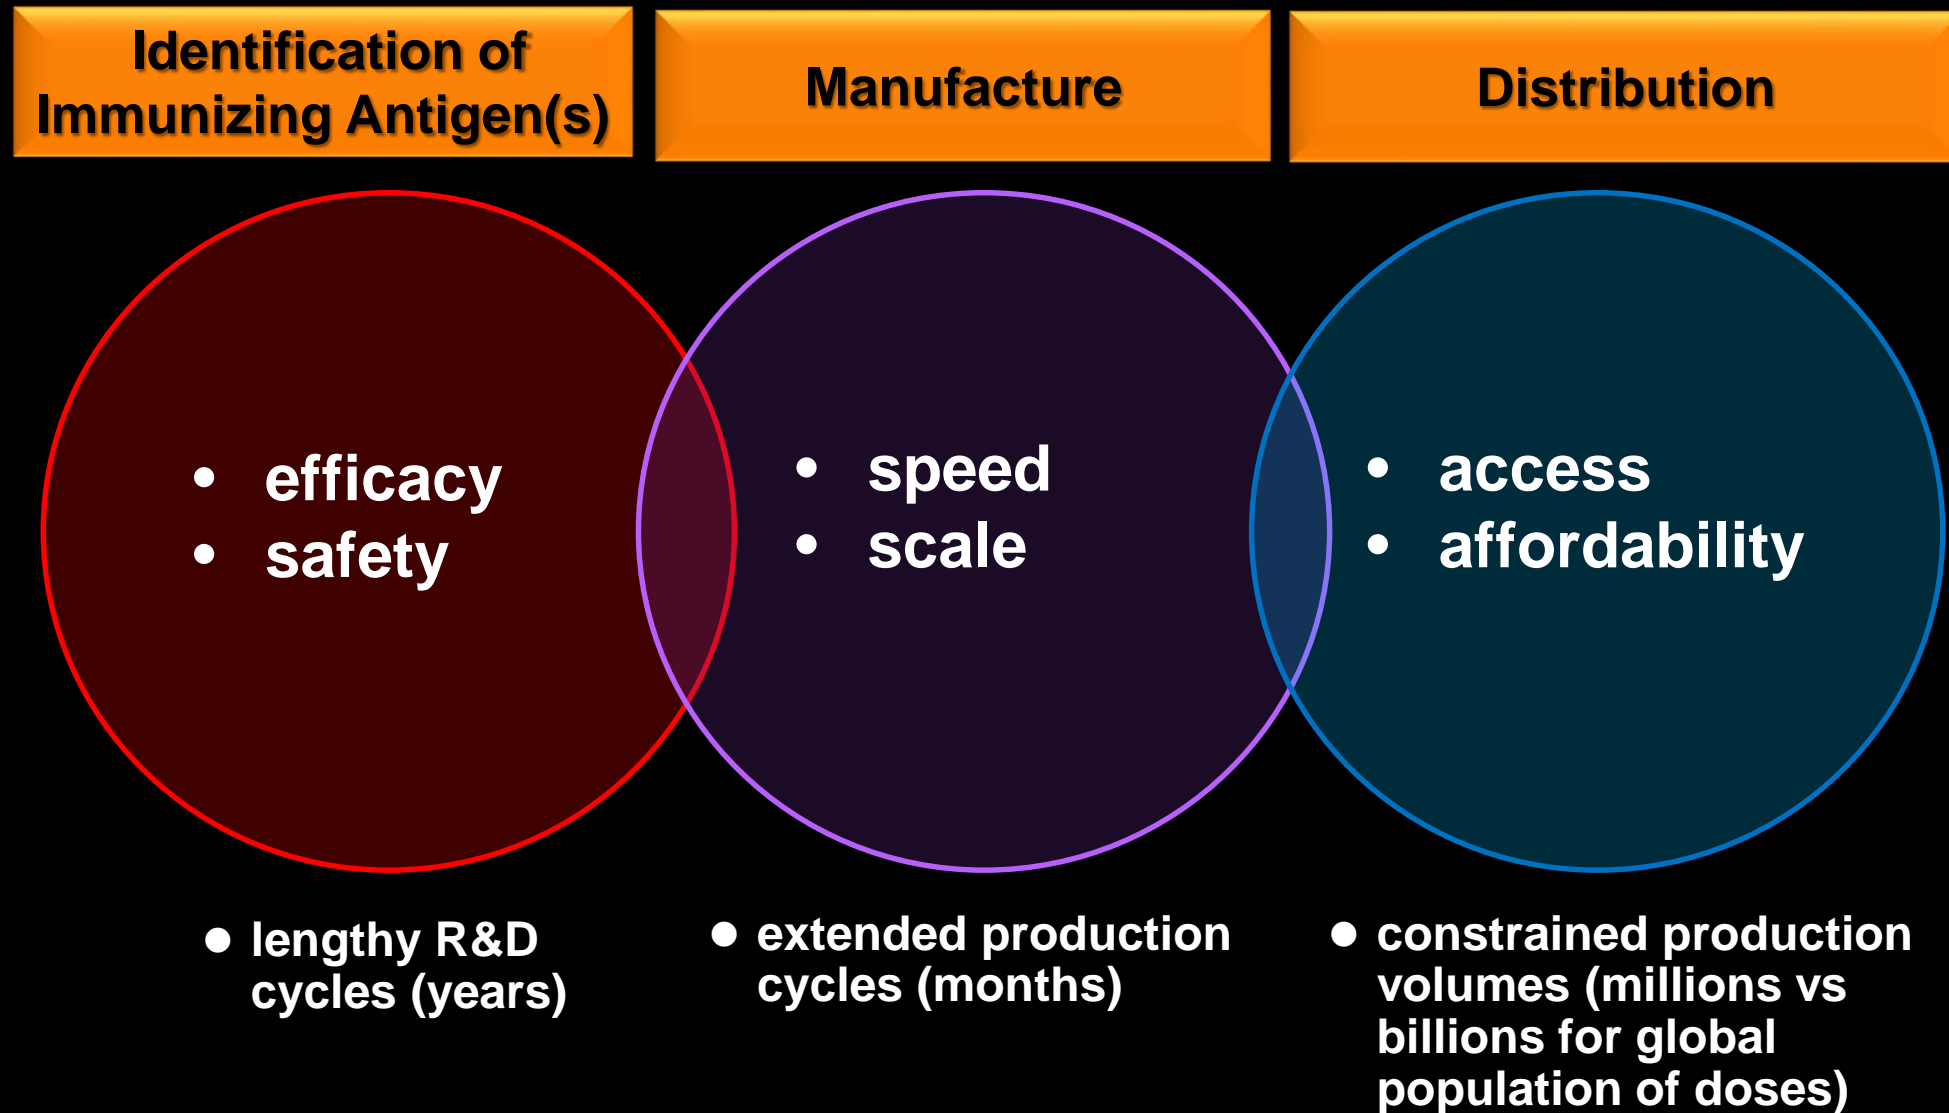 Identification of
Immunizing Antigen(s)
Manufacture
Distribution
• efficacy
• safety
• speed
• scale
• access
• affordability
• lengthy R&D
cycles (years)
• extended production
cycles (months)
• constrained production
volumes (millions vs
billions for global
population of doses)